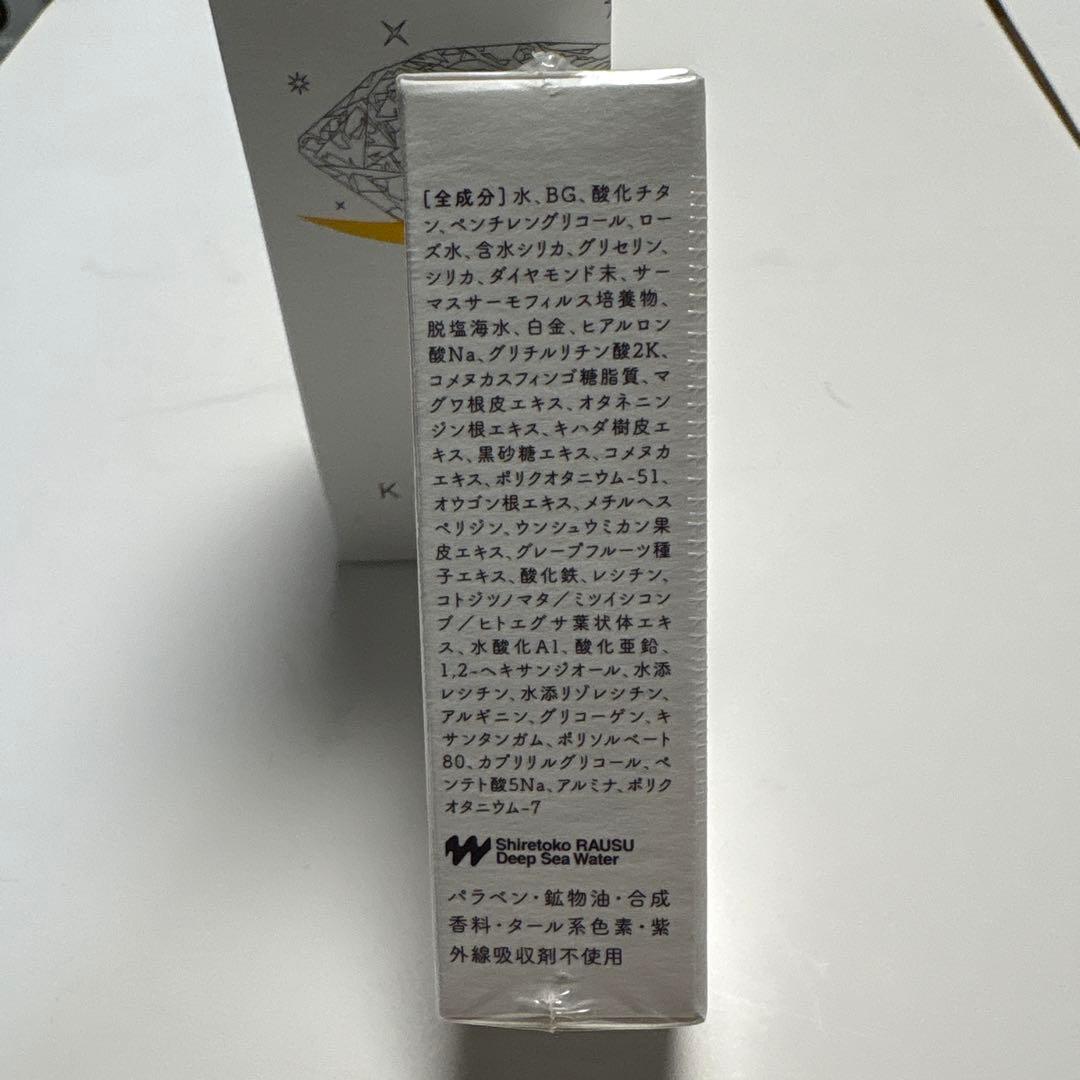 [全成分]水、BG、酸化チタ
ン、ペンチレングリコール、ロー
ズ水、含水シリカ、グリセリン、
シリカ、ダイヤモンド末、サー
マスサーモフィルス培養物、
脱塩海水、白金、ヒアルロン
酸Na、グリチルリチン酸2K、
コメヌカスフィンゴ糖脂質、マ
グワ根皮エキス、オタネニン
ジン根エキス、キハダ樹皮エ
キス、黒砂糖エキス、コメヌカ
エキス、ポリクオタニウム-51、
オウゴン根エキス、メチルヘス
ペリジン、ウンシュウミカン果
皮エキス、グレープフルーツ種
子エキス、酸化鉄、レシチン、
コトジツノマタ/ミツイシコン
ブ/ヒトエグサ葉状体エキ
ス、水酸化Al、酸化亜鉛、
1,2-ヘキサンジオール、水添
レシチン、水添リゾレシチン、
アルギニン、グリコーゲン、キ
サンタンガム、ポリソルベート
80、カプリリルグリコール、ペ
ンテト酸5Na、アルミナ、ポリク
オタニウム-7
Shiretoko RAUSU
Deep Sea Water
パラベン・鉱物油・合成
香料・タール系色素・紫
外線吸収剤不使用
K